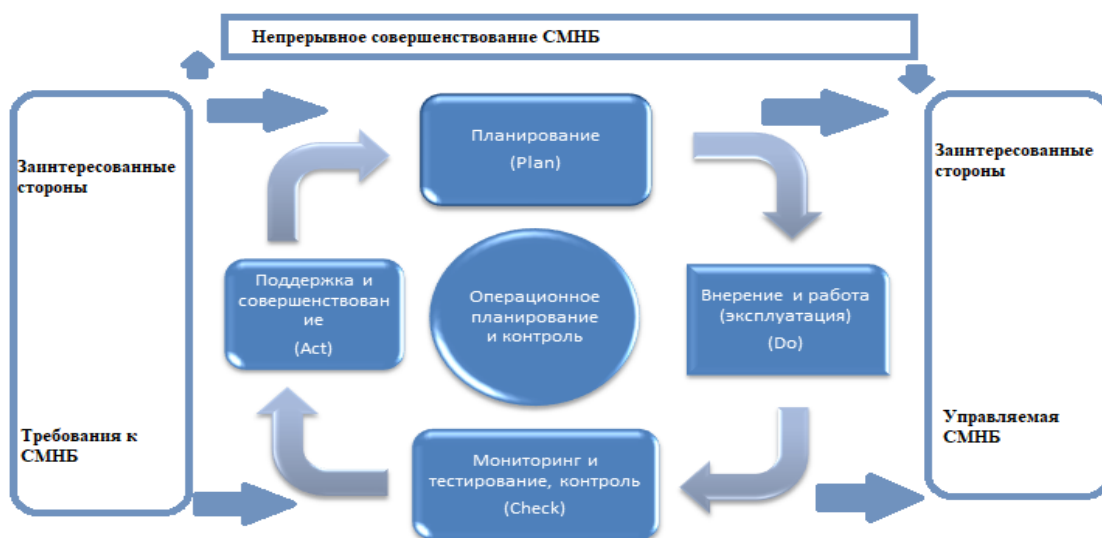 Непрерывное совершенствование СМНБ
Заинтересованные
стороны
Требования к
СМНБ
Планирование
(Plan)
Поддержка и
совершенствован
ие
(Act)
Операционное
планирование
и контроль
Внерение и работа
(эксплуатация)
(Do)
Мониторинг и
тестирование, контроль
(Check)
Заинтересованные
стороны
Управляемая
СМНБ